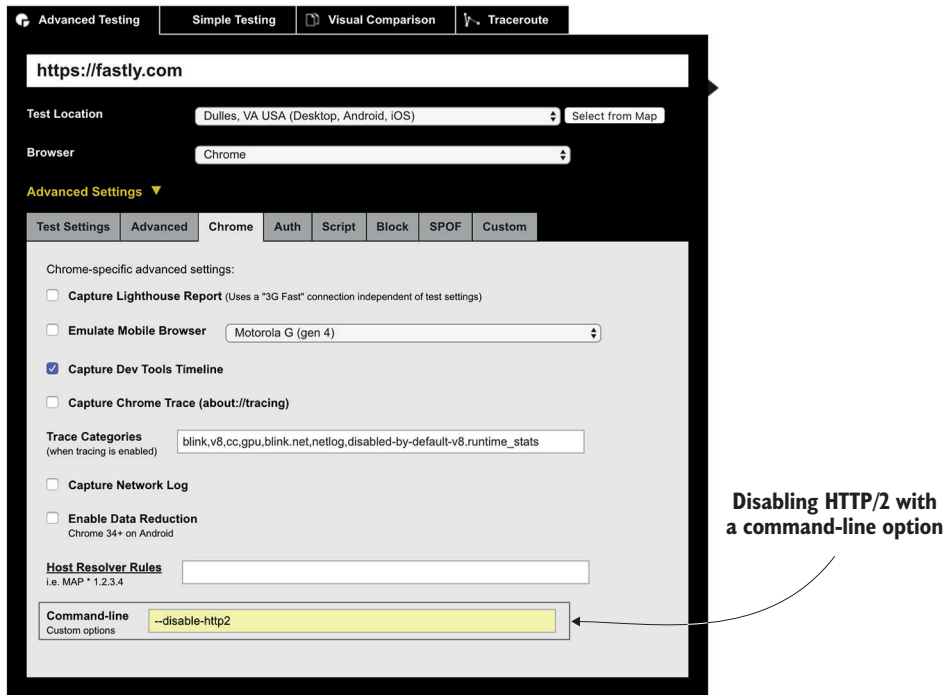 Advanced Testing
Simple Testing
Visual Comparison
Traceroute
https://fastly.com
Test Location
Dulles, VA USA (Desktop, Android, iOS)
Select from Map
Browser
Chrome
Advanced Settings ▼
Test Settings
Advanced
Chrome
Auth
Script
Block
SPOF
Custom
Chrome-specific advanced settings:
Capture Lighthouse Report (Uses a "3G Fast" connection independent of test settings)
Emulate Mobile Browser
Motorola G (gen 4)
Capture Dev Tools Timeline
Capture Chrome Trace (about://tracing)
Trace Categories
(when tracing is enabled)
blink,v8,cc,gpu,blink.net,netlog,disabled-by-default-v8.runtime_stats
Capture Network Log
Enable Data Reduction
Chrome 34+ on Android
Host Resolver Rules
i.e. MAP * 1.2.3.4
Command-line
Custom options
--disable-http2
Disabling HTTP/2 with
a command-line option